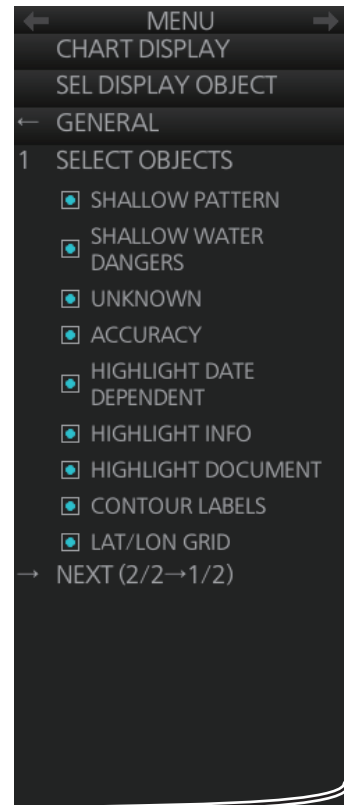 ← MENU →
CHART DISPLAY
SEL DISPLAY OBJECT
← GENERAL
1 SELECT OBJECTS
SHALLOW PATTERN
SHALLOW WATER
DANGERS
UNKNOWN
ACCURACY
HIGHLIGHT DATE
DEPENDENT
HIGHLIGHT INFO
HIGHLIGHT DOCUMENT
CONTOUR LABELS
LAT/LON GRID
→ NEXT (2/2→1/2)